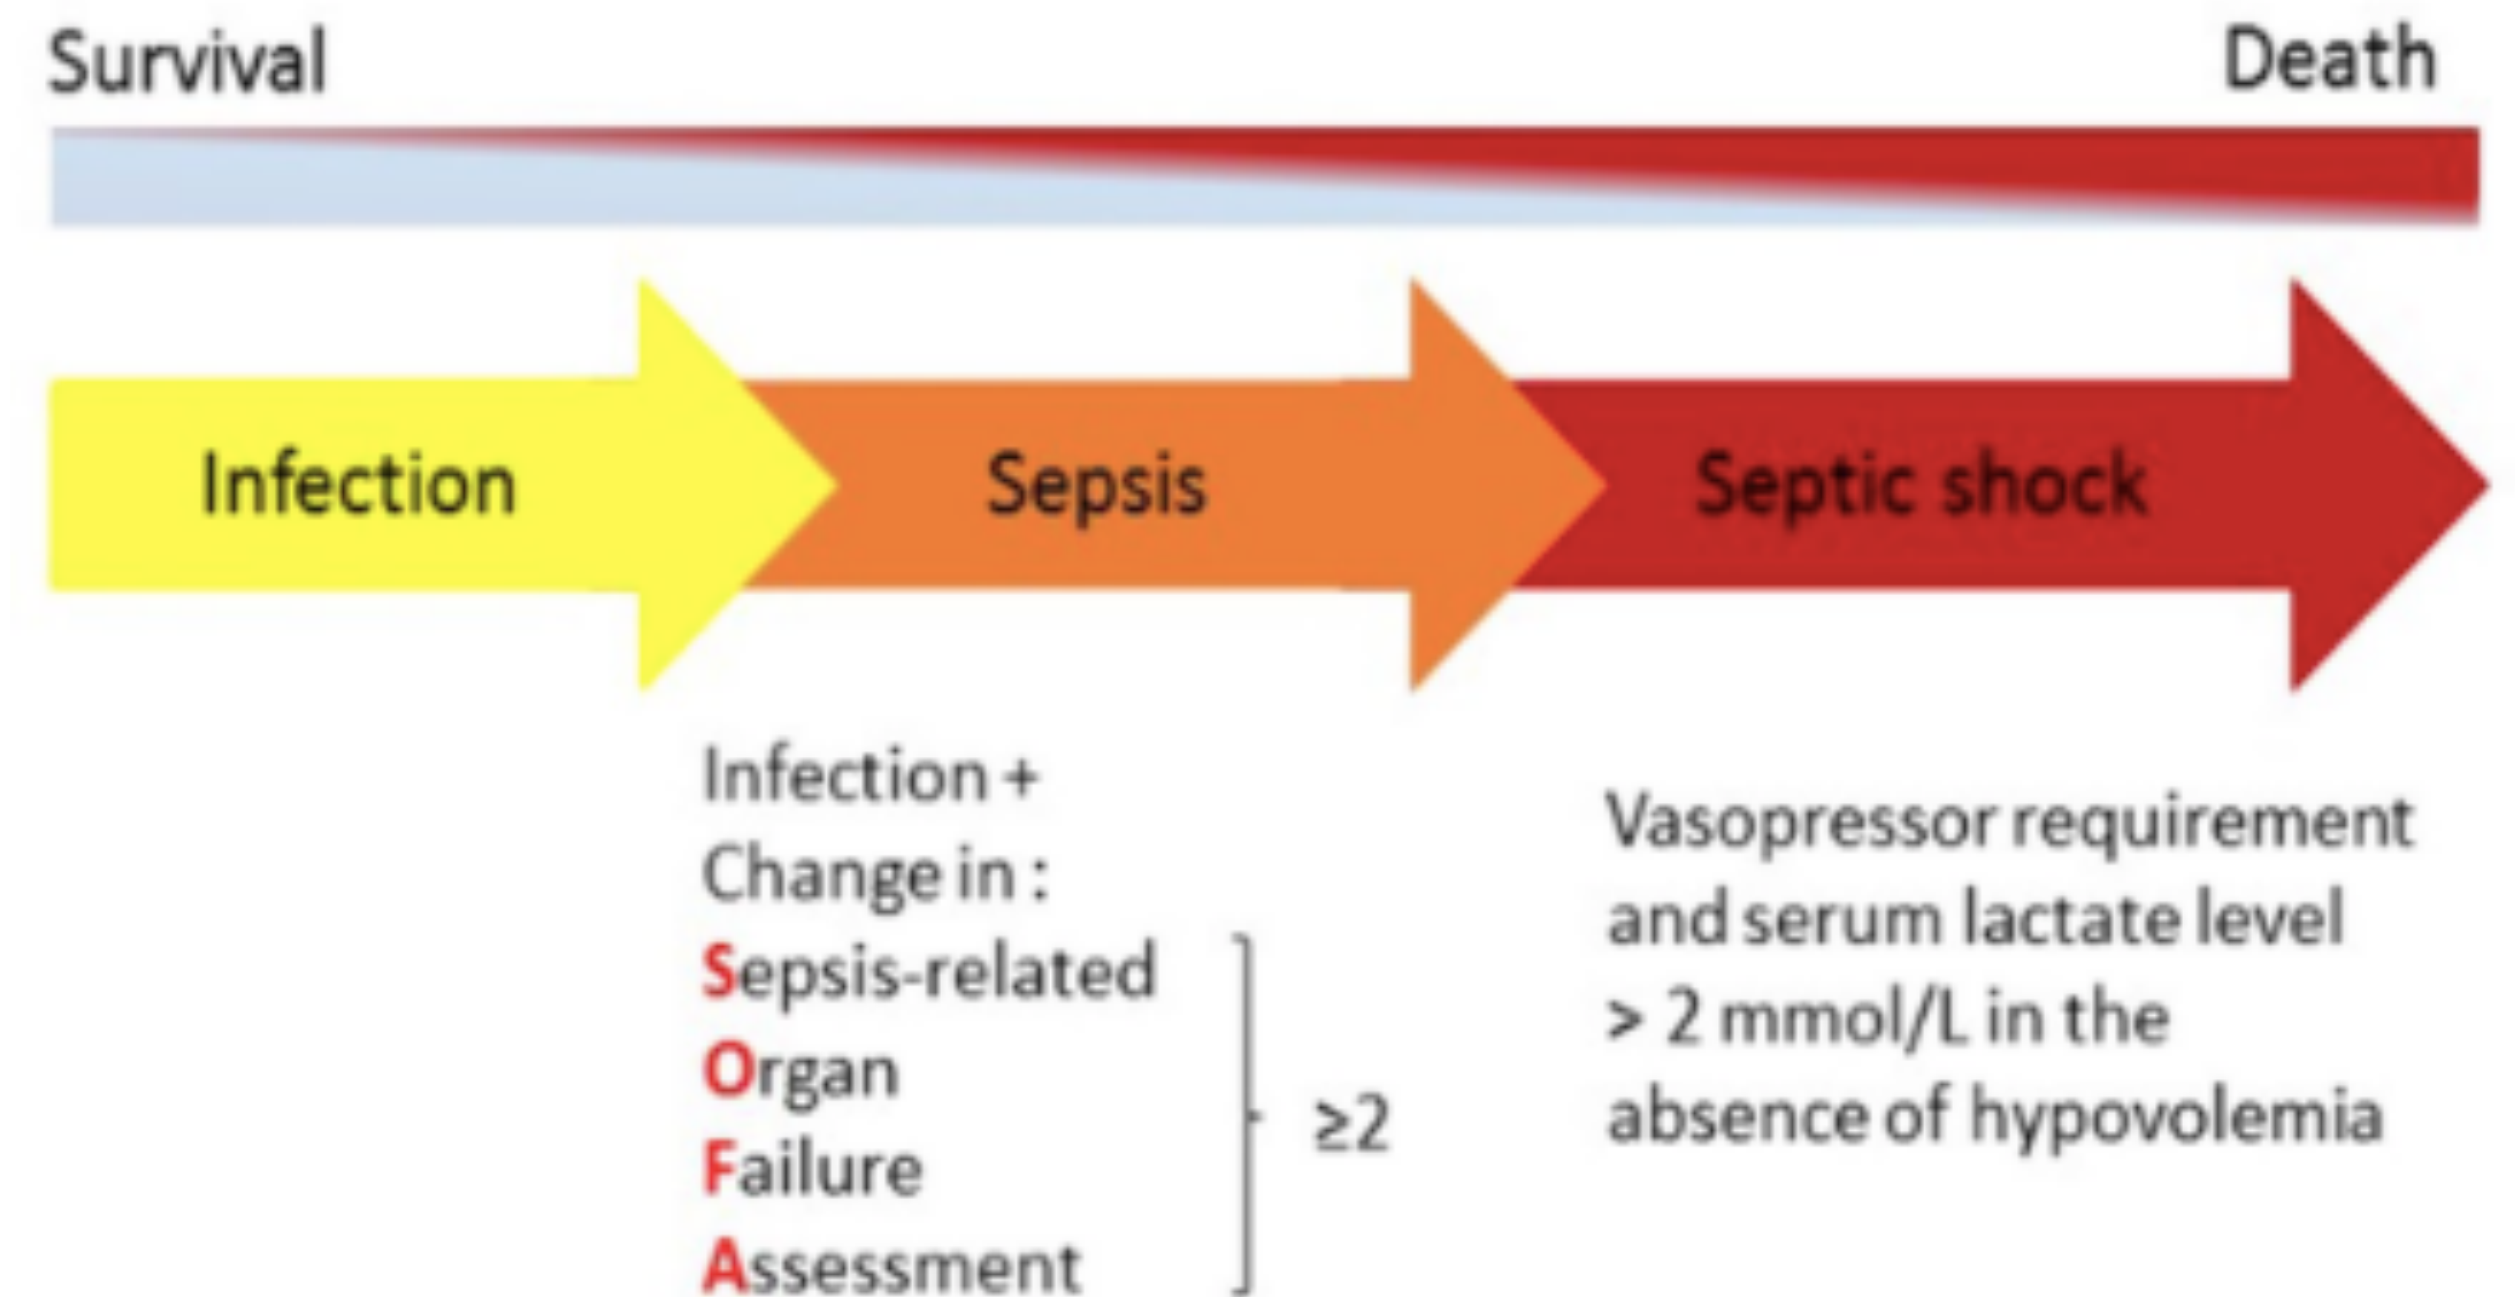 Survival
Death
Infection
Sepsis
Septic shock
Infection +
Change in :
Sepsis-related
Organ
Failure
Assessment
≥2
Vasopressor requirement
and serum lactate level
> 2 mmol/L in the
absence of hypovolemia